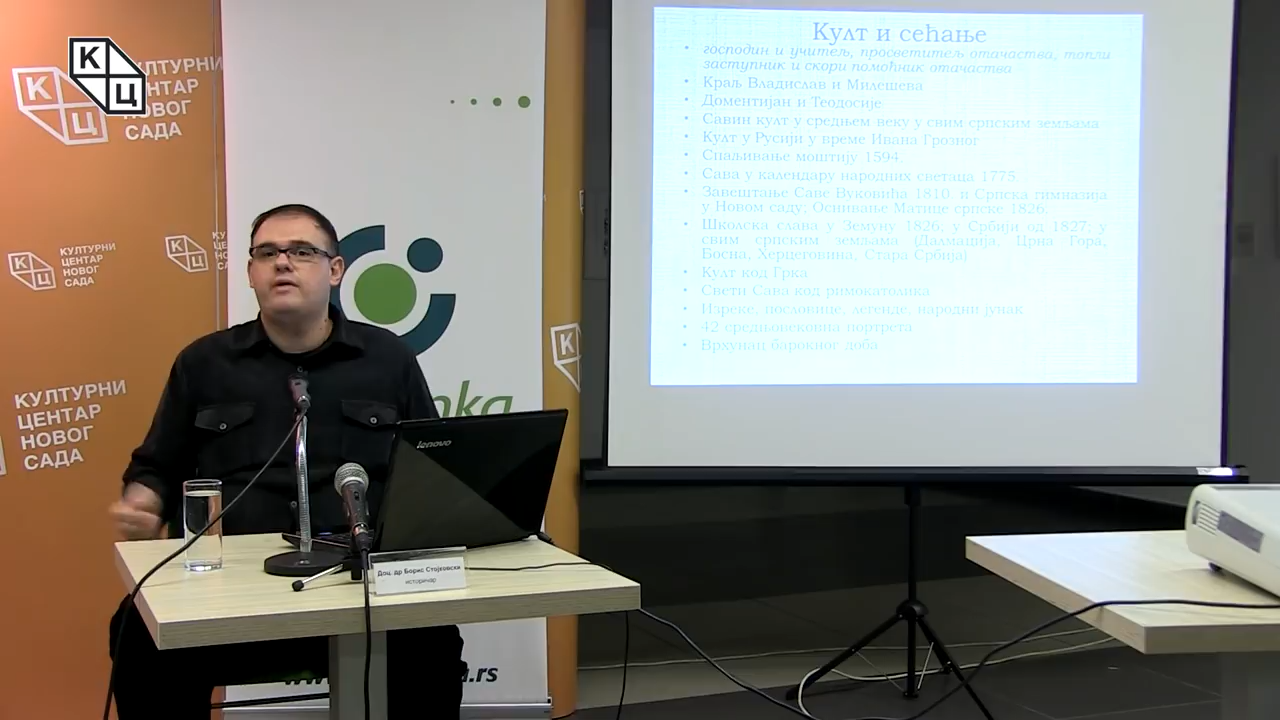 К
Ц
КУЛТУРНИ
ЦЕНТАР
НОВОГ
САДА
К
Ц
КУЛТУРНИ
ЦЕНТАР
НОВОГ
САДА
К
Ц
КУЛТУРНИ
ЦЕНТАР
НОВОГ
САДА
К
lenovo
Доц. др Борис Стојковски
историчар
.rs
Култ и сећање
• господин и учитељ, просветитељ отачаства, топли
заступник и скори помоћник отачаства
• Краљ Владислав и Милешева
• Доментијан и Теодосије
• Савин култ у средњем веку у свим српским земљама
• Култ у Русији у време Ивана Грозног
• Спаљивање моштију 1594.
• Сава у календару народних светаца 1775.
• Завештање Саве Вуковића 1810. и Српска гимназија
у Новом саду; Оснивање Матице српске 1826.
• Школска слава у Земуну 1826; у Србији од 1827; у
свим српским земљама (Далмација, Црна Гора,
Босна, Херцеговина, Стара Србија)
• Култ код Грка
• Свети Сава код римокатолика
• Изреке, пословице, легенде, народни јунак
• 42 средњовековна портрета
• Врхунац барокног доба